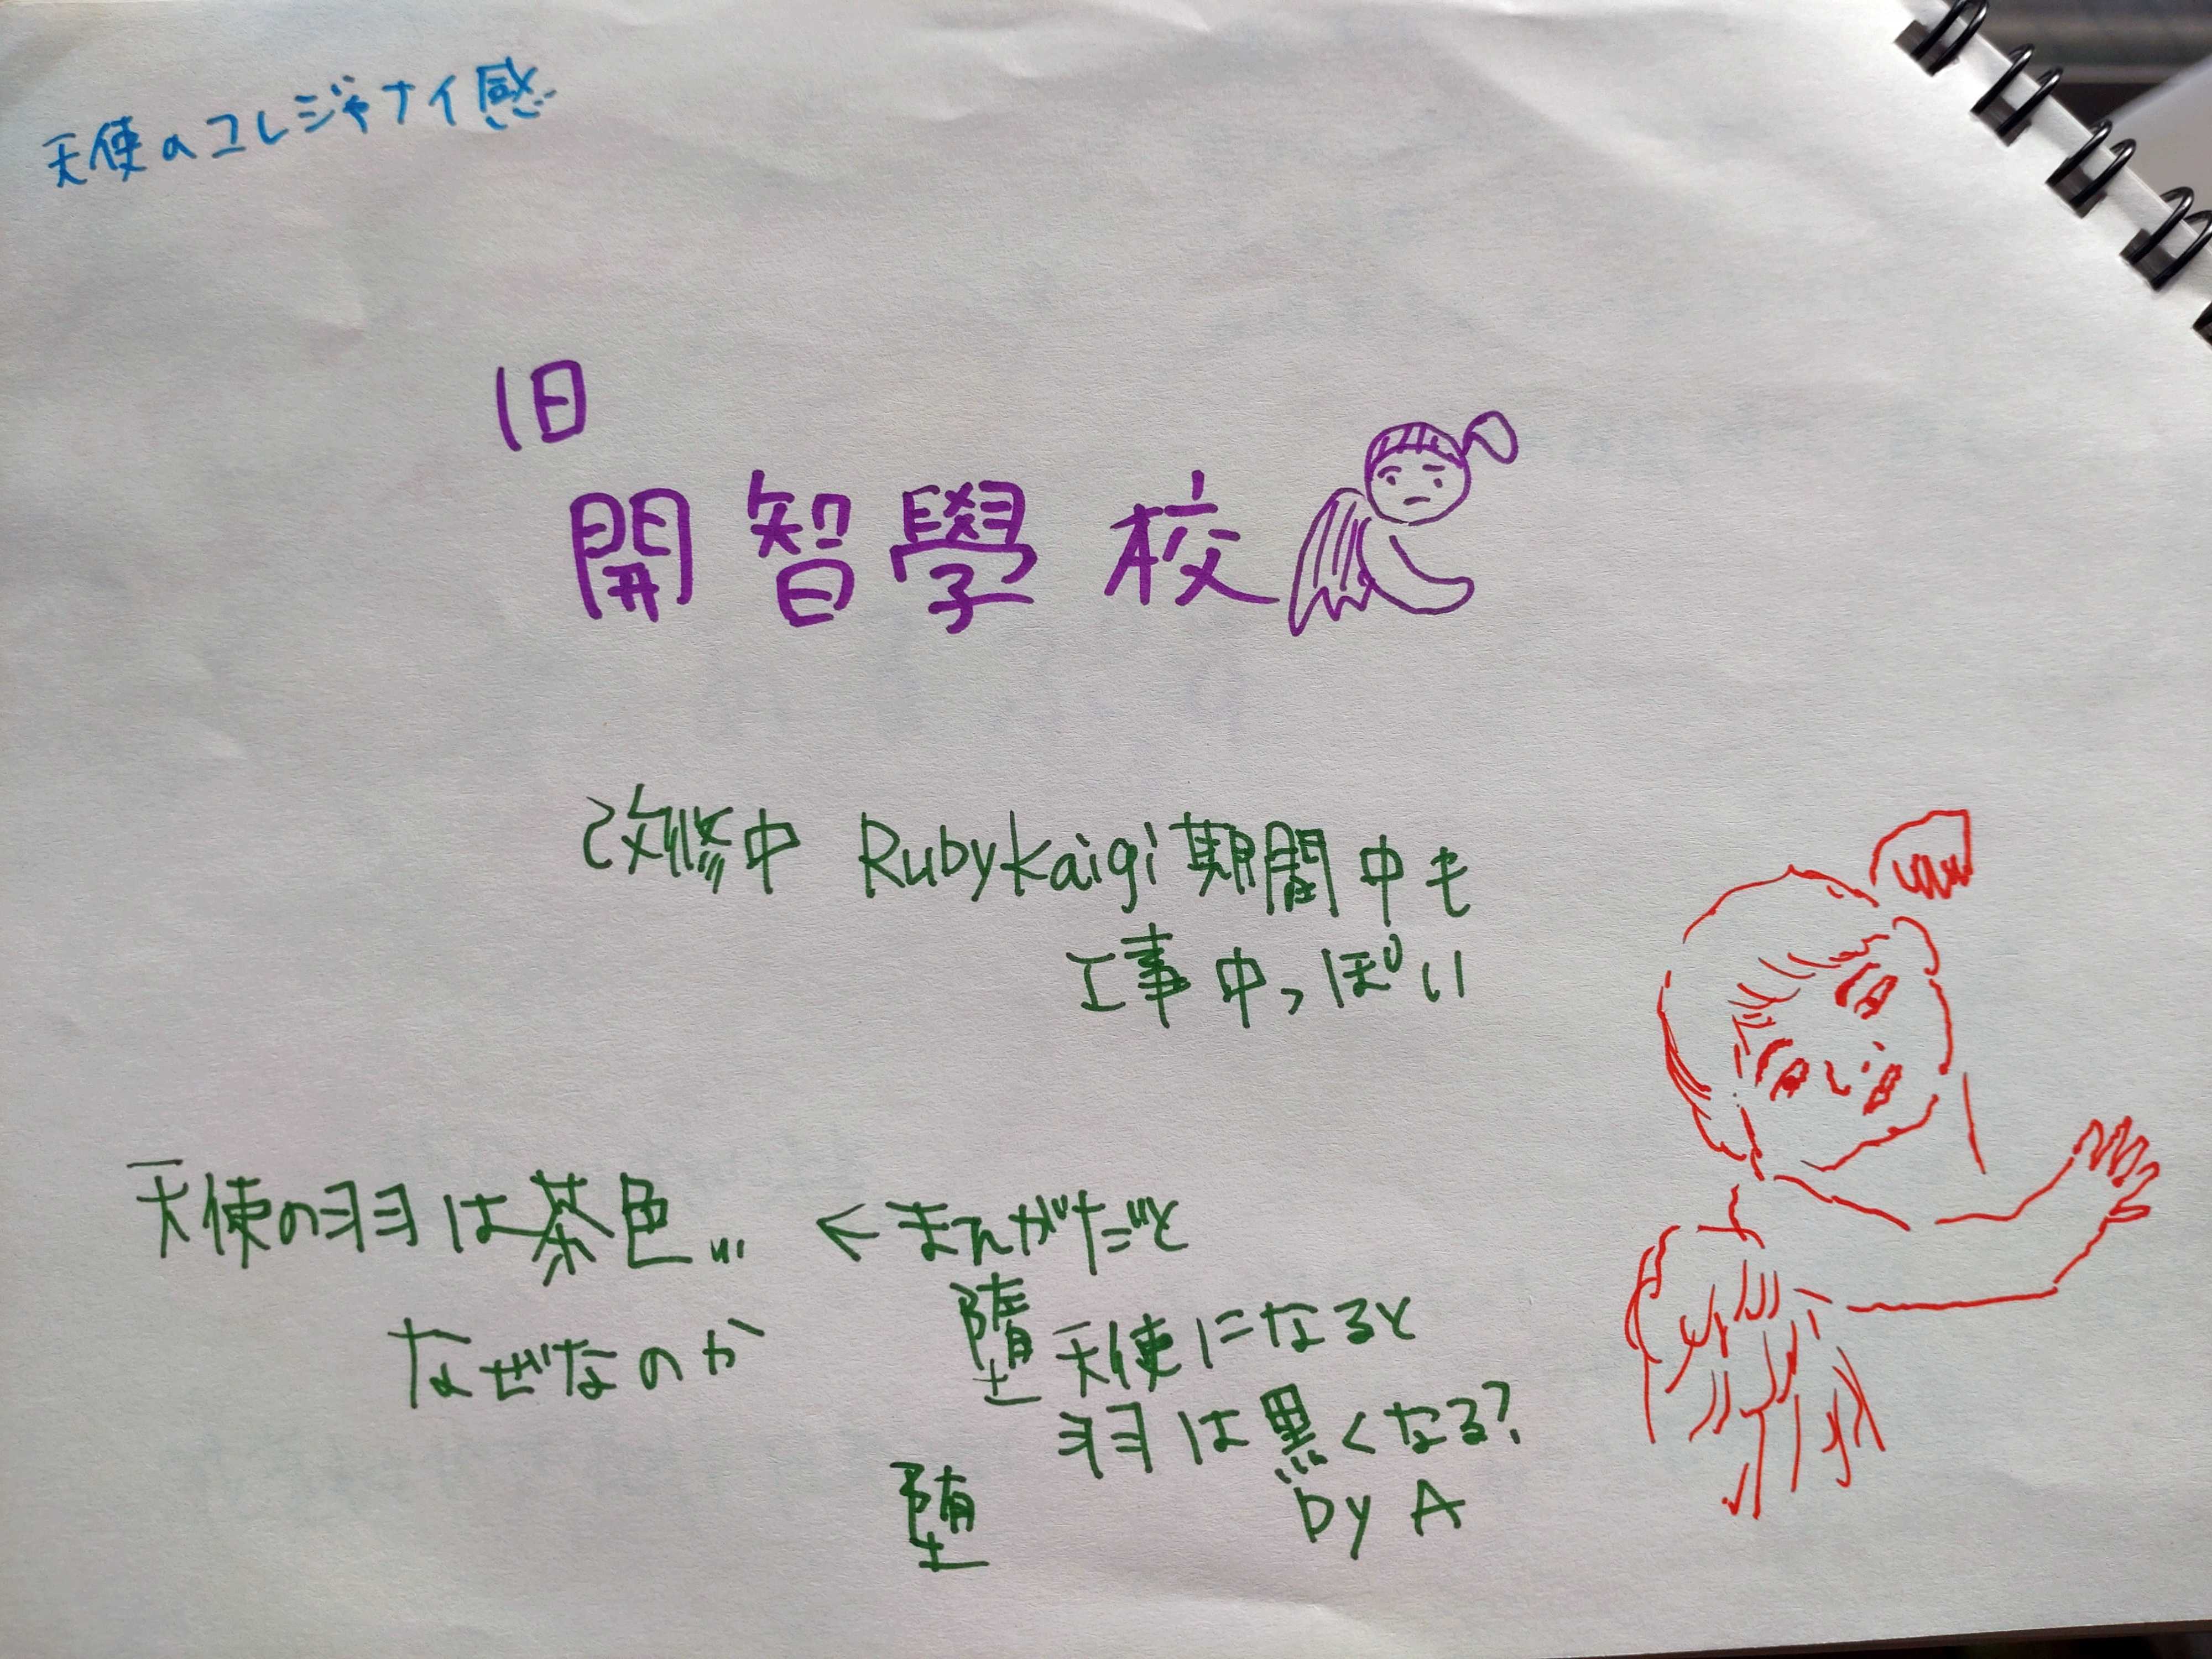 天使のコレジャナイ感
旧
開智學校
改修中 RubyKaigi期間中も
工事中っぽい
天使の羽は茶色...
なぜなのか
←まんがだと
堕天使になると
羽は黒くなる?
by A
堕